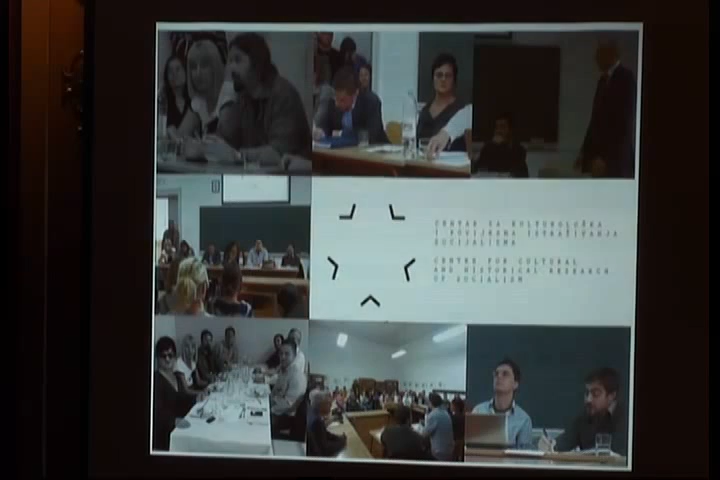 CENTAR ZA KULTUROLOŠKA
I POVIJESNA ISTRAŽIVANJA
SOCIJALIZMA
CENTRE FOR CULTURAL
AND HISTORICAL RESEARCH
OF SOCIALISM